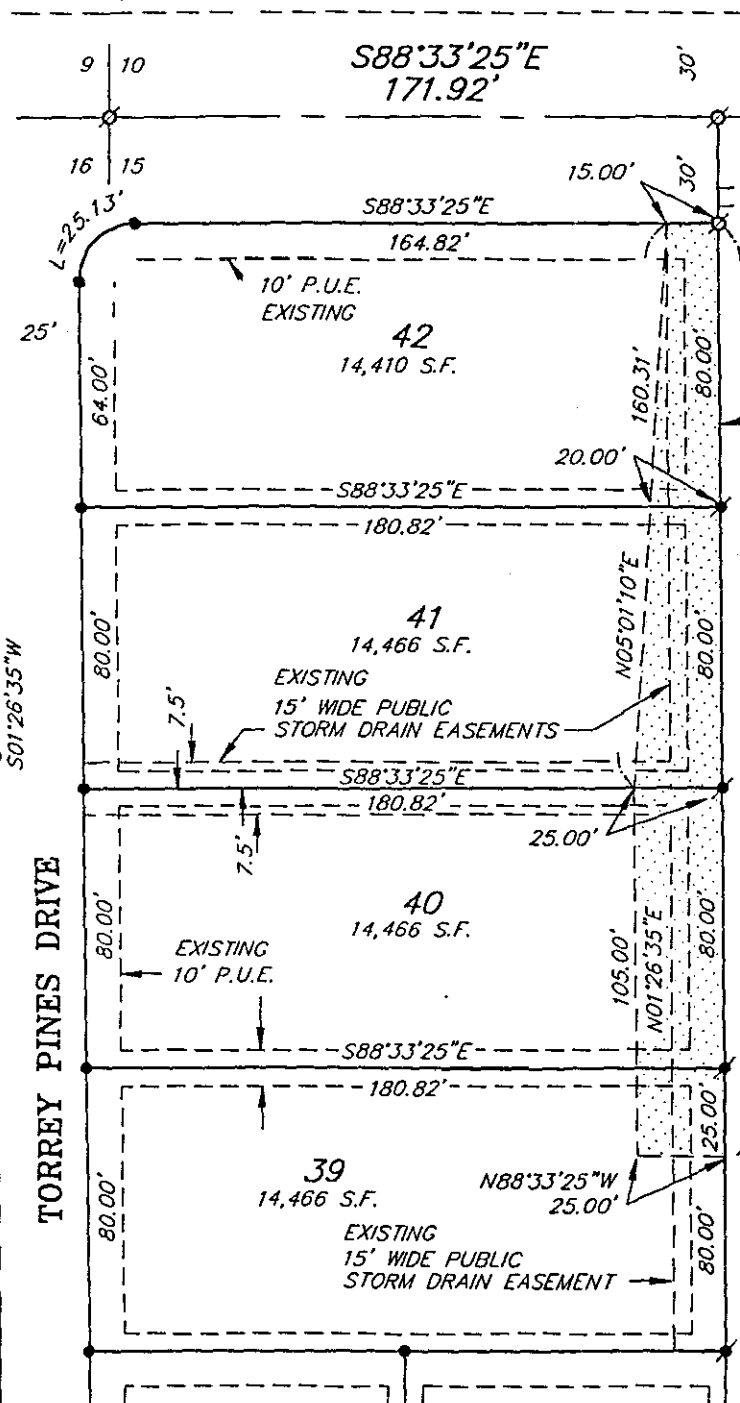 9 10
S88°33'25"E
171.92'
30'
16 15
15.00'
30'
L=25.13'
S88°33'25"E
164.82'
10' P.U.E.
EXISTING
25'
42
14,410 S.F.
64.00'
160.31'
80.00'
20.00'
S88°33'25"E
180.82'
41
14,466 S.F.
80.00'
N05°01'10"E
80.00'
S01°26'35"W
EXISTING
15' WIDE PUBLIC
STORM DRAIN EASEMENTS
7.5'
S88°33'25"E
180.82'
7.5'
25.00'
40
14,466 S.F.
80.00'
EXISTING
10' P.U.E.
105.00'
N01°26'35"E
80.00'
TORREY PINES DRIVE
S88°33'25"E
180.82'
25.00'
39
14,466 S.F.
N88°33'25"W
25.00'
80.00'
EXISTING
15' WIDE PUBLIC
STORM DRAIN EASEMENT
80.00'